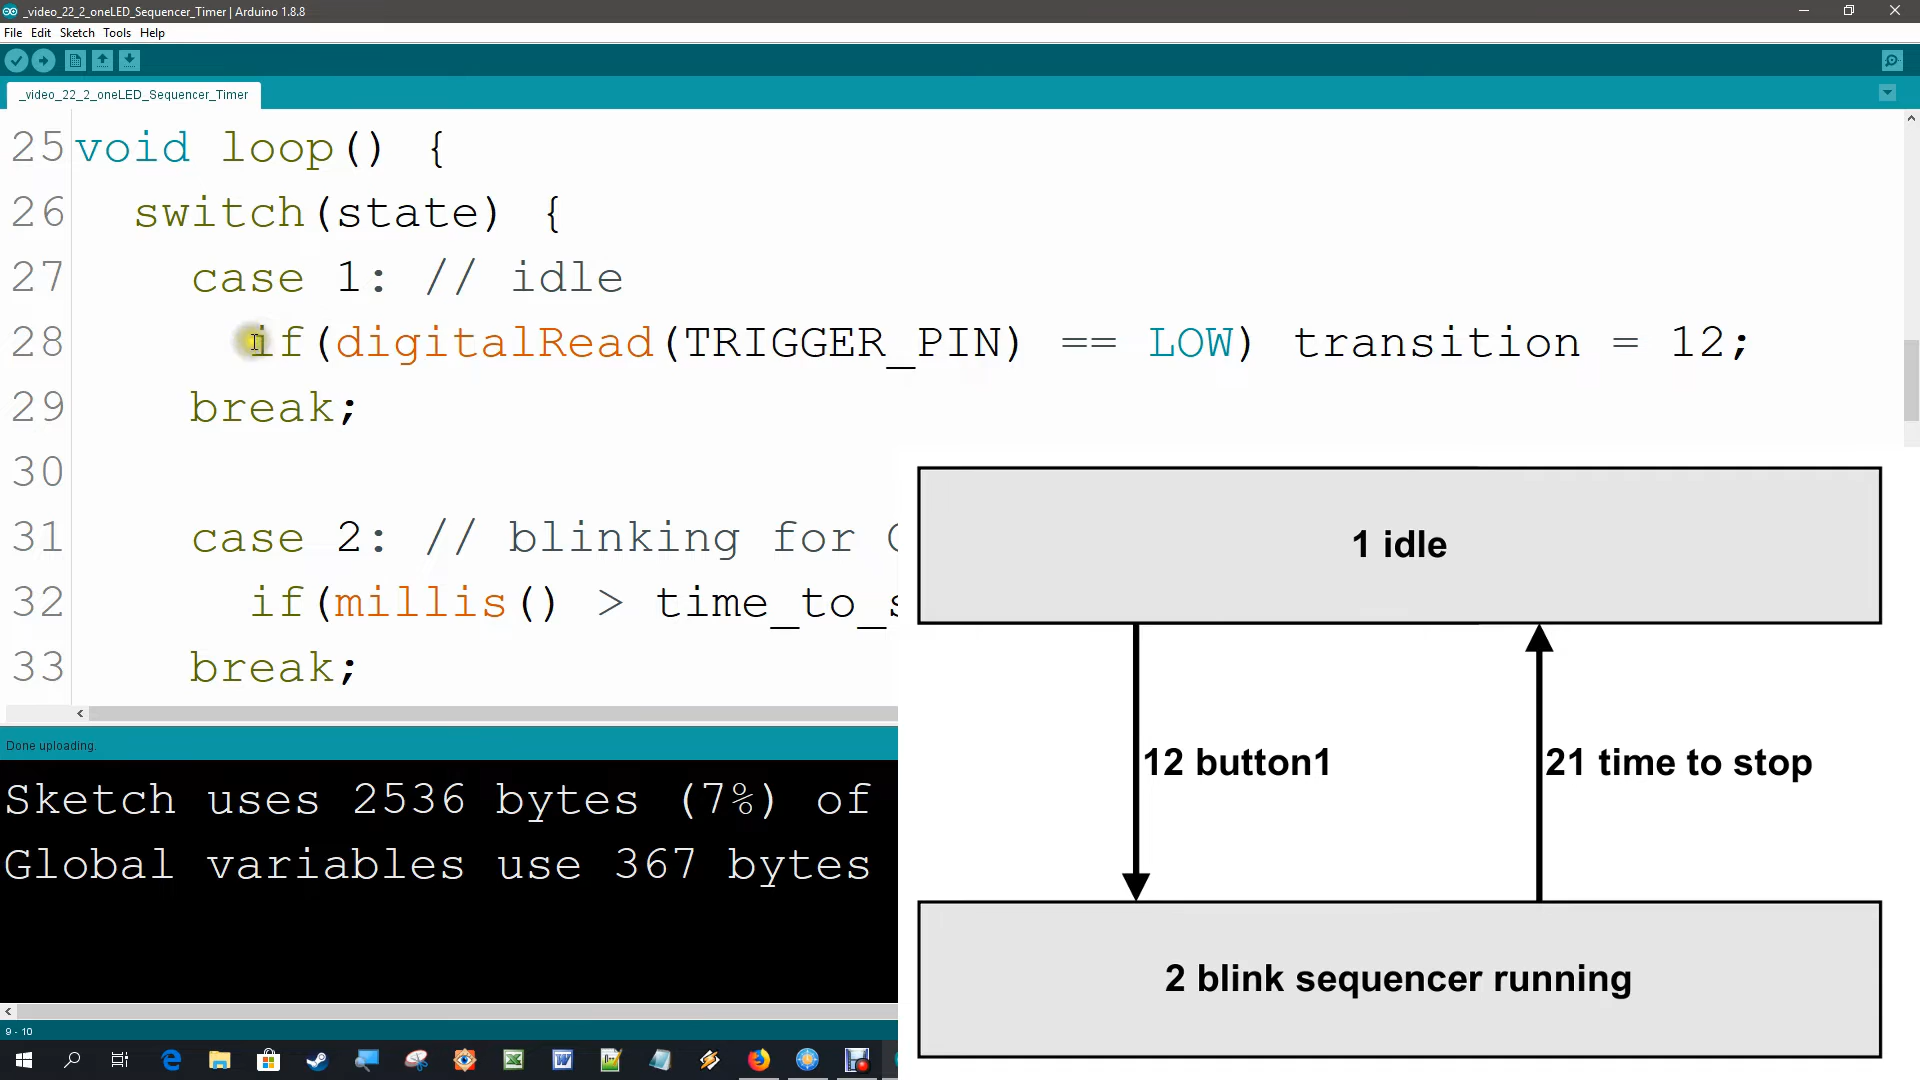 _video_22_2_oneLED_Sequencer_Timer | Arduino 1.8.8
File Edit Sketch Tools Help
_video_22_2_oneLED_Sequencer_Timer
25 void loop() {
26 switch(state) {
27 case 1: // idle
28 if(digitalRead(TRIGGER_PIN) == LOW) transition = 12;
29 break;
30
31 case 2: // blinking for
32 if(millis() > time_to_s
33 break;
1 idle
12 button1
21 time to stop
2 blink sequencer running
Done uploading.
Sketch uses 2536 bytes (7%) of
Global variables use 367 bytes
9 - 10